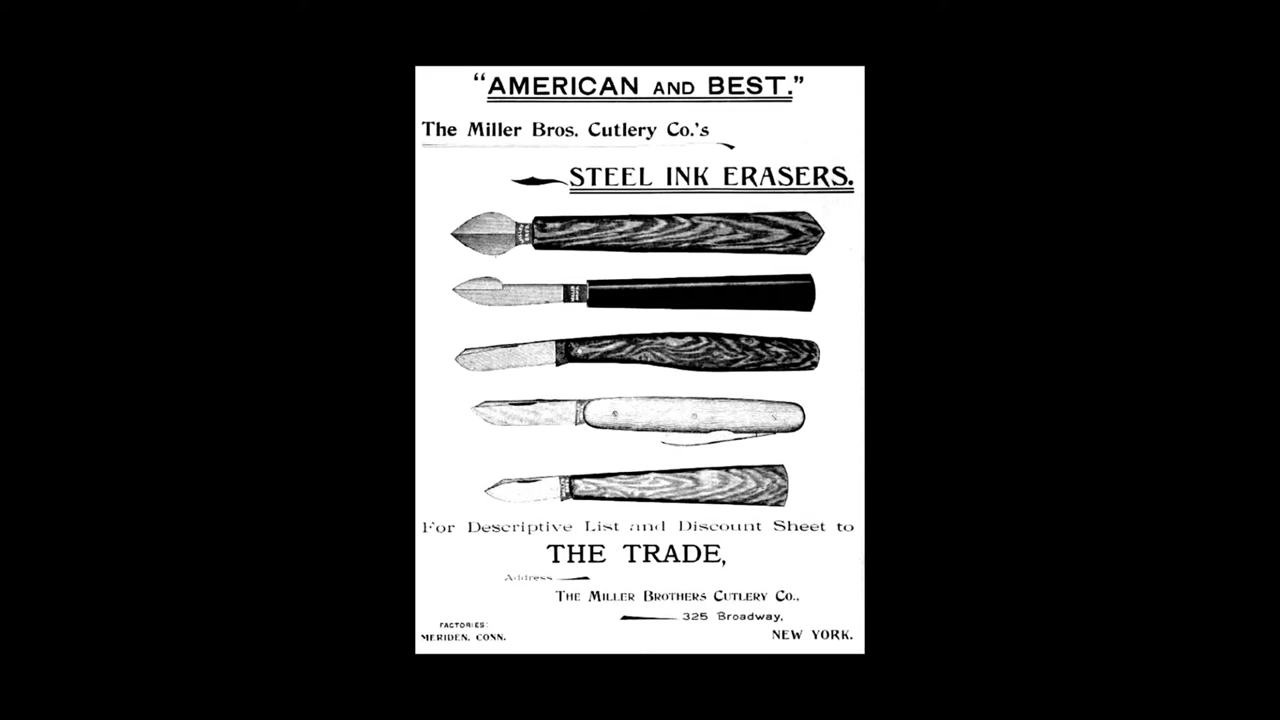 "AMERICAN AND BEST."
The Miller Bros. Cutlery Co.'s
STEEL INK ERASERS.
For Descriptive List and Discount Sheet to
THE TRADE,
Address
THE MILLER BROTHERS CUTLERY CO.,
325 Broadway,
FACTORIES:
MERIDEN, CONN.
NEW YORK.